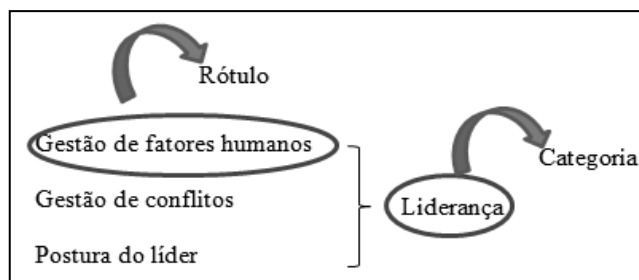 Rótulo
Gestão de fatores humanos
Categoria
Gestão de conflitos
Liderança
Postura do líder